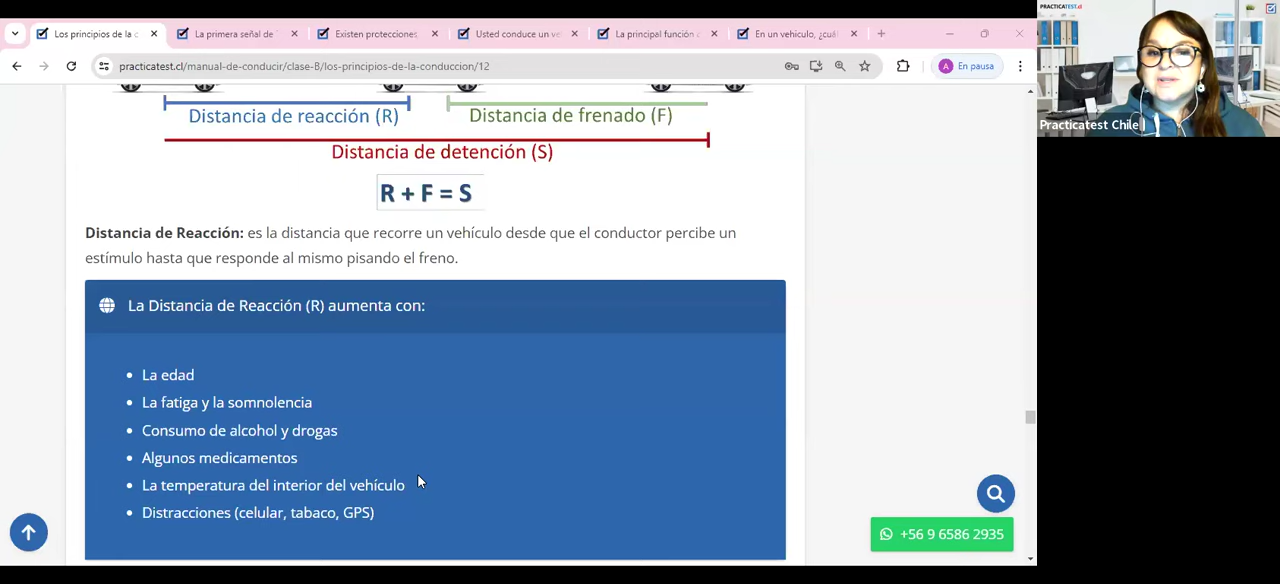 Los principios de la c
La primera señal de
Existen protecciones
Usted conduce un ve
La principal función
En un vehículo, ¿cuá
practicatest.cl/manual-de-conducir/clase-B/los-principios-de-la-conduccion/12
A
En pausa
PRACTICATEST.cl
Practicatest Chile
Distancia de reacción (R)
Distancia de frenado (F)
Distancia de detención (S)
R + F = S
Distancia de Reacción: es la distancia que recorre un vehículo desde que el conductor percibe un
estímulo hasta que responde al mismo pisando el freno.
La Distancia de Reacción (R) aumenta con:
• La edad
• La fatiga y la somnolencia
• Consumo de alcohol y drogas
• Algunos medicamentos
• La temperatura del interior del vehículo
• Distracciones (celular, tabaco, GPS)
+56 9 6586 2935